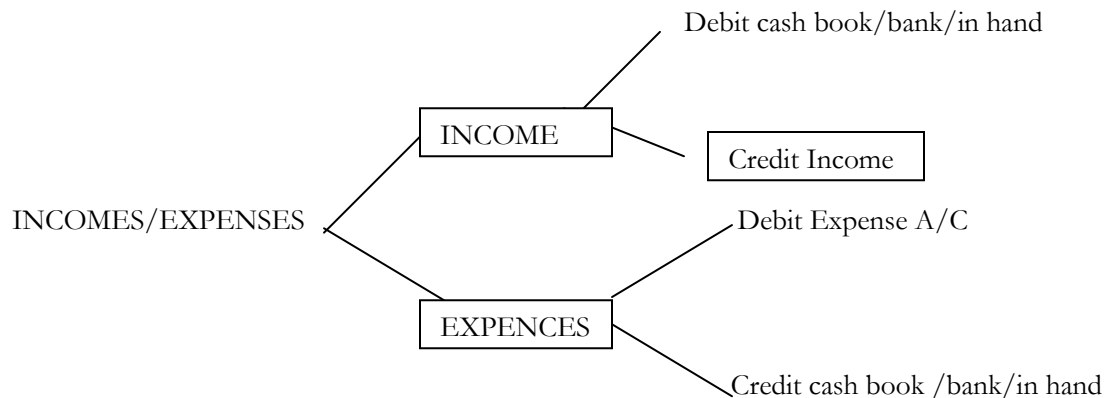 Debit cash book/bank/in hand
INCOME
Credit Income
INCOMES/EXPENSES
Debit Expense A/C
EXPENCES
Credit cash book /bank/in hand